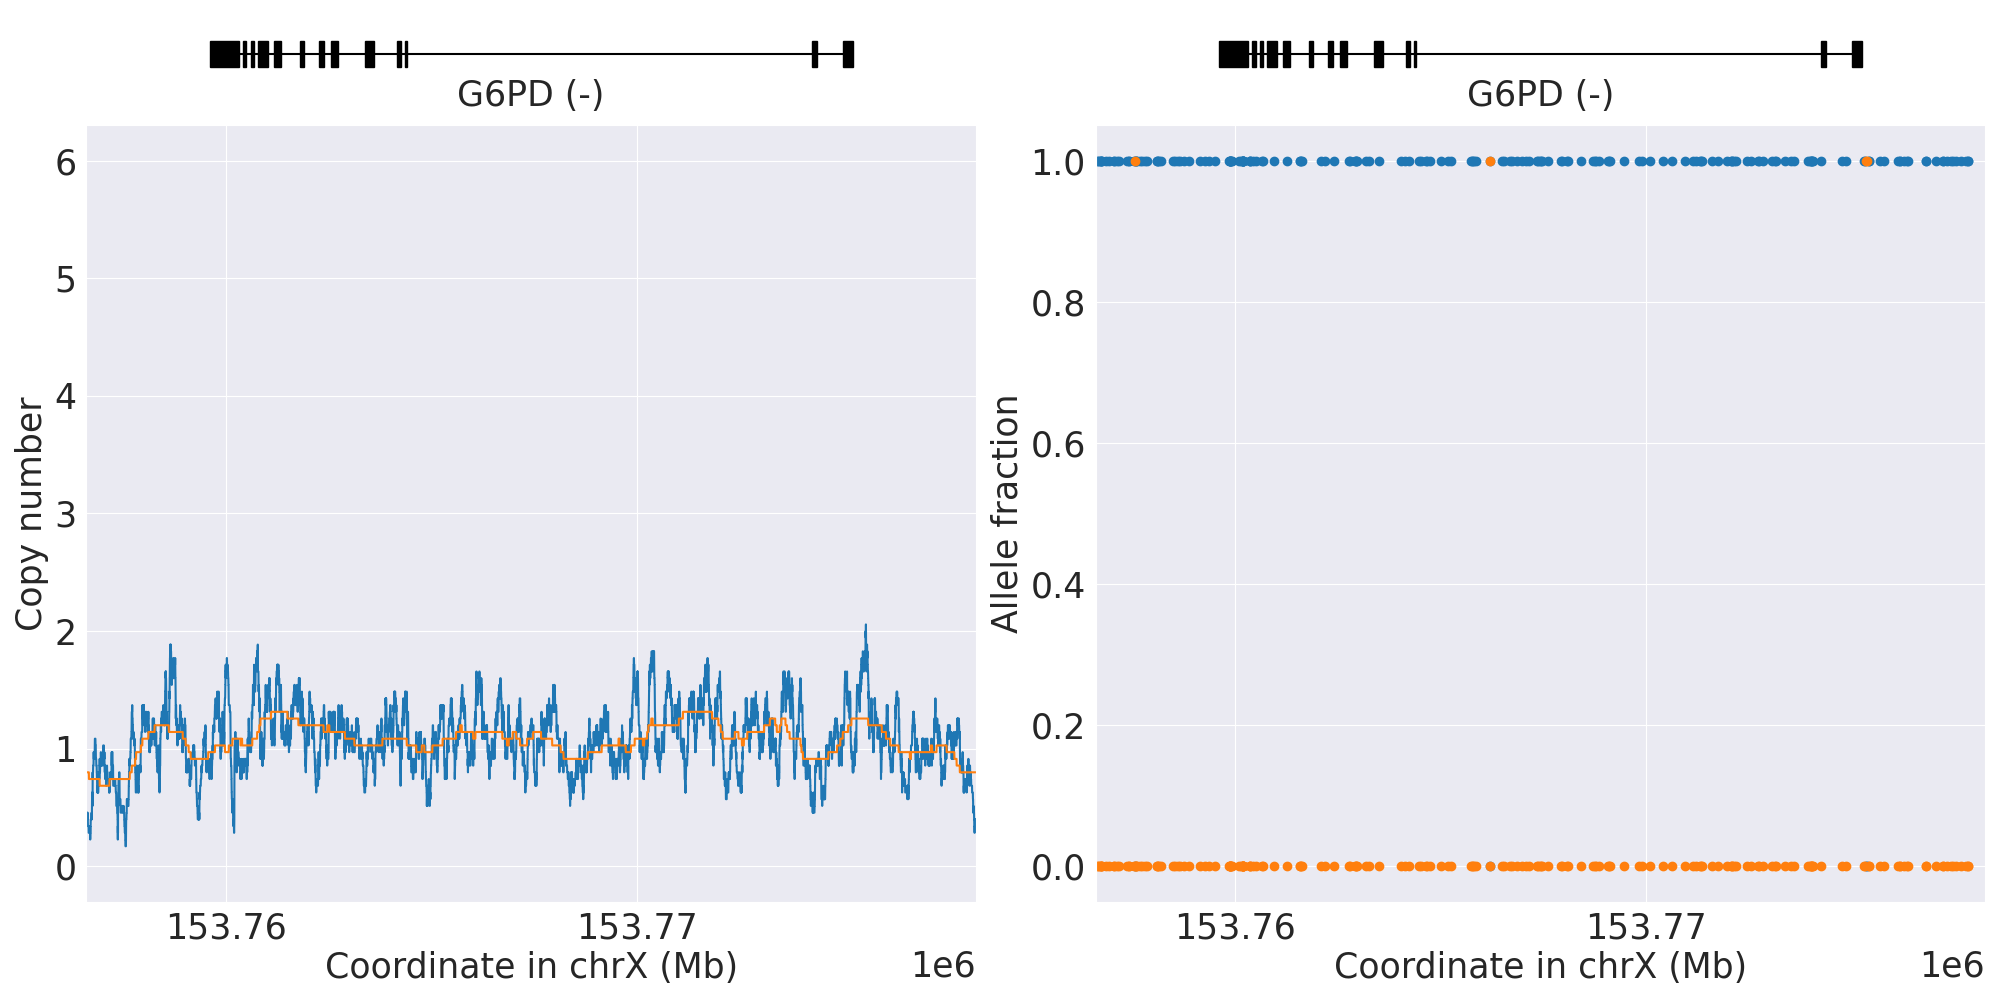 G6PD (-)
6
5
4
3
2
1
0
Copy number
153.76
153.77
Coordinate in chrX (Mb)
1e6
G6PD (-)
1.0
0.8
0.6
0.4
0.2
0.0
Allele fraction
153.76
153.77
Coordinate in chrX (Mb)
1e6